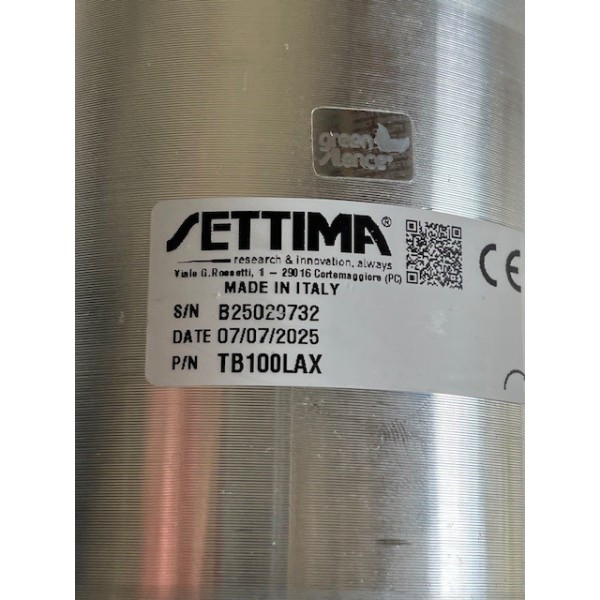 green
silence
SETTIMA®
research & innovation, always
Viale G.Rossetti, 1 - 29016 Cortemaggiore (PC)
MADE IN ITALY
CE
S/N B25029732
DATE 07/07/2025
P/N TB100LAX